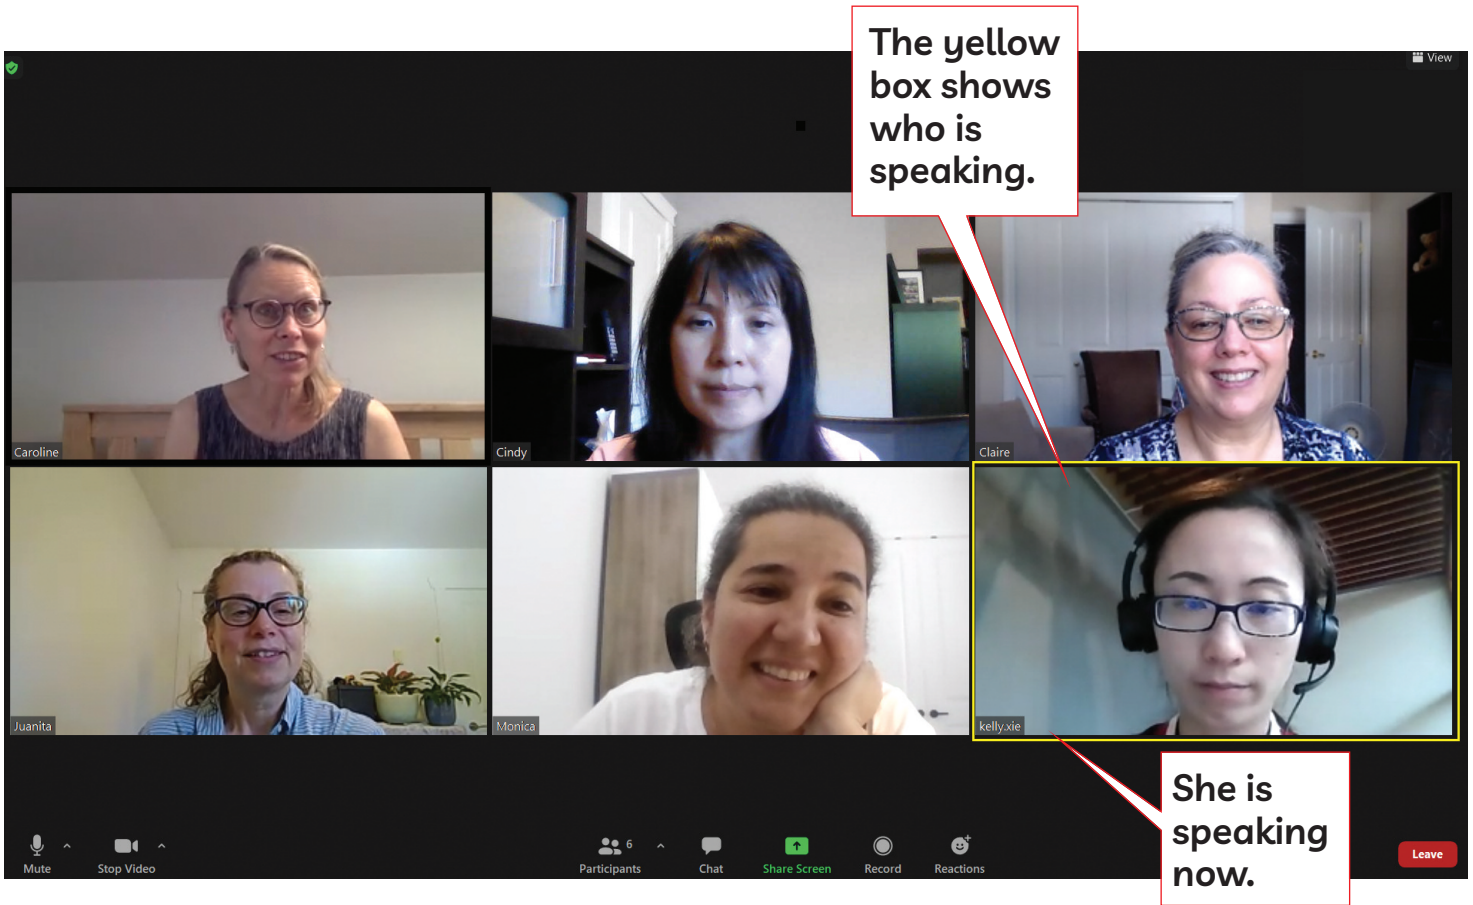 The yellow
box shows
who is
speaking.
View
Caroline
Cindy
Claire
Juanita
Monica
kelly.xie
She is
speaking
now.
Mute
Stop Video
6
Participants
Chat
Share Screen
Record
Reactions
Leave